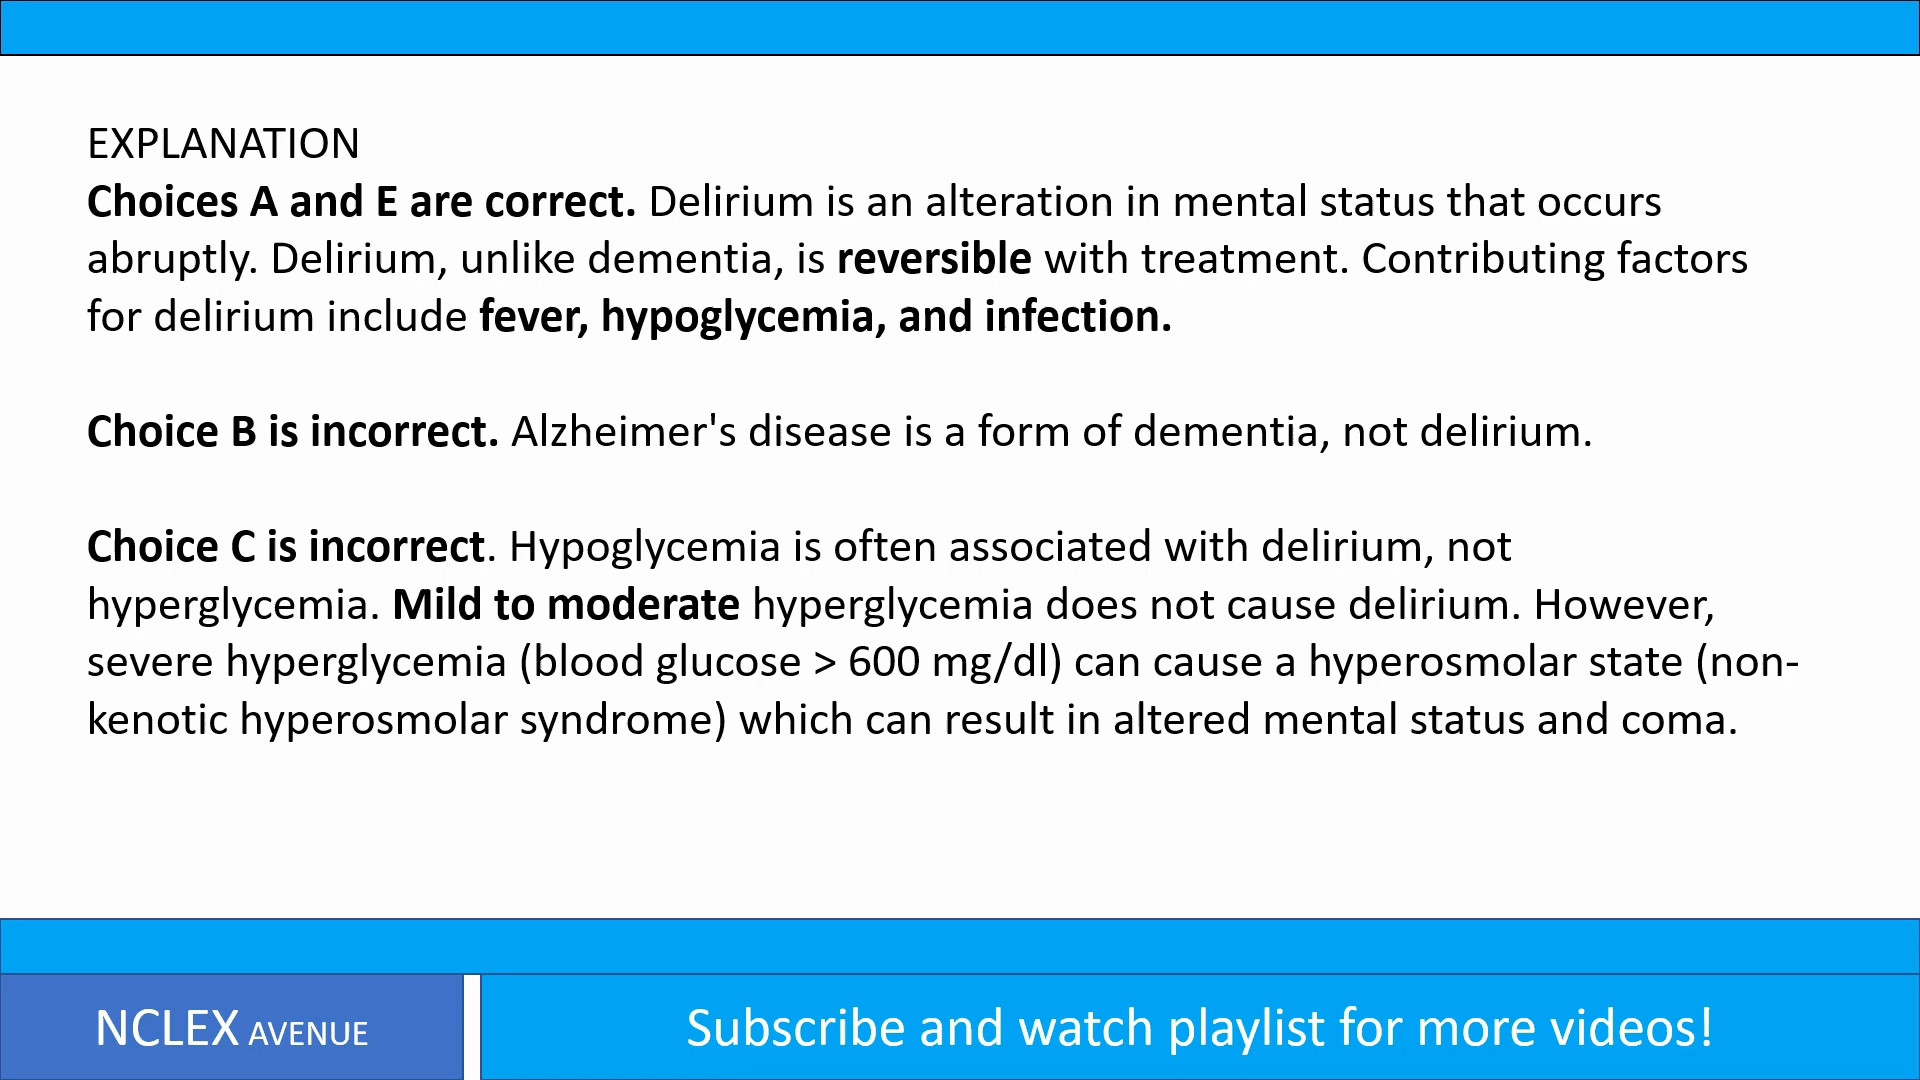 EXPLANATION
Choices A and E are correct. Delirium is an alteration in mental status that occurs
abruptly. Delirium, unlike dementia, is reversible with treatment. Contributing factors
for delirium include fever, hypoglycemia, and infection.
Choice B is incorrect. Alzheimer's disease is a form of dementia, not delirium.
Choice C is incorrect. Hypoglycemia is often associated with delirium, not
hyperglycemia. Mild to moderate hyperglycemia does not cause delirium. However,
severe hyperglycemia (blood glucose > 600 mg/dl) can cause a hyperosmolar state (non-
kenotic hyperosmolar syndrome) which can result in altered mental status and coma.
NCLEX AVENUE
Subscribe and watch playlist for more videos!